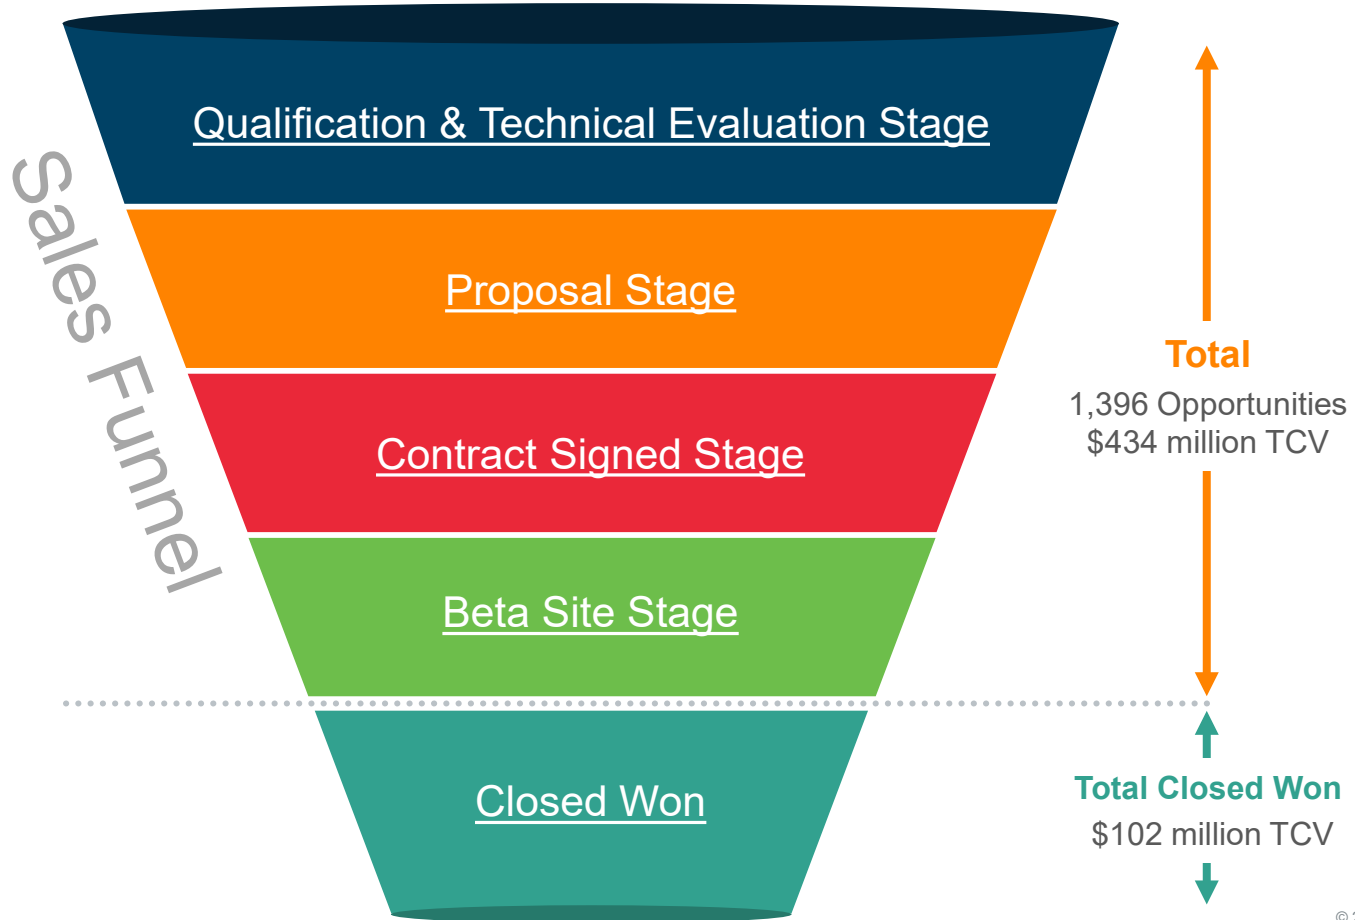 Sales Funnel
Qualification & Technical Evaluation Stage
Proposal Stage
Contract Signed Stage
Beta Site Stage
Closed Won
Total
1,396 Opportunities
$434 million TCV
Total Closed Won
$102 million TCV
©